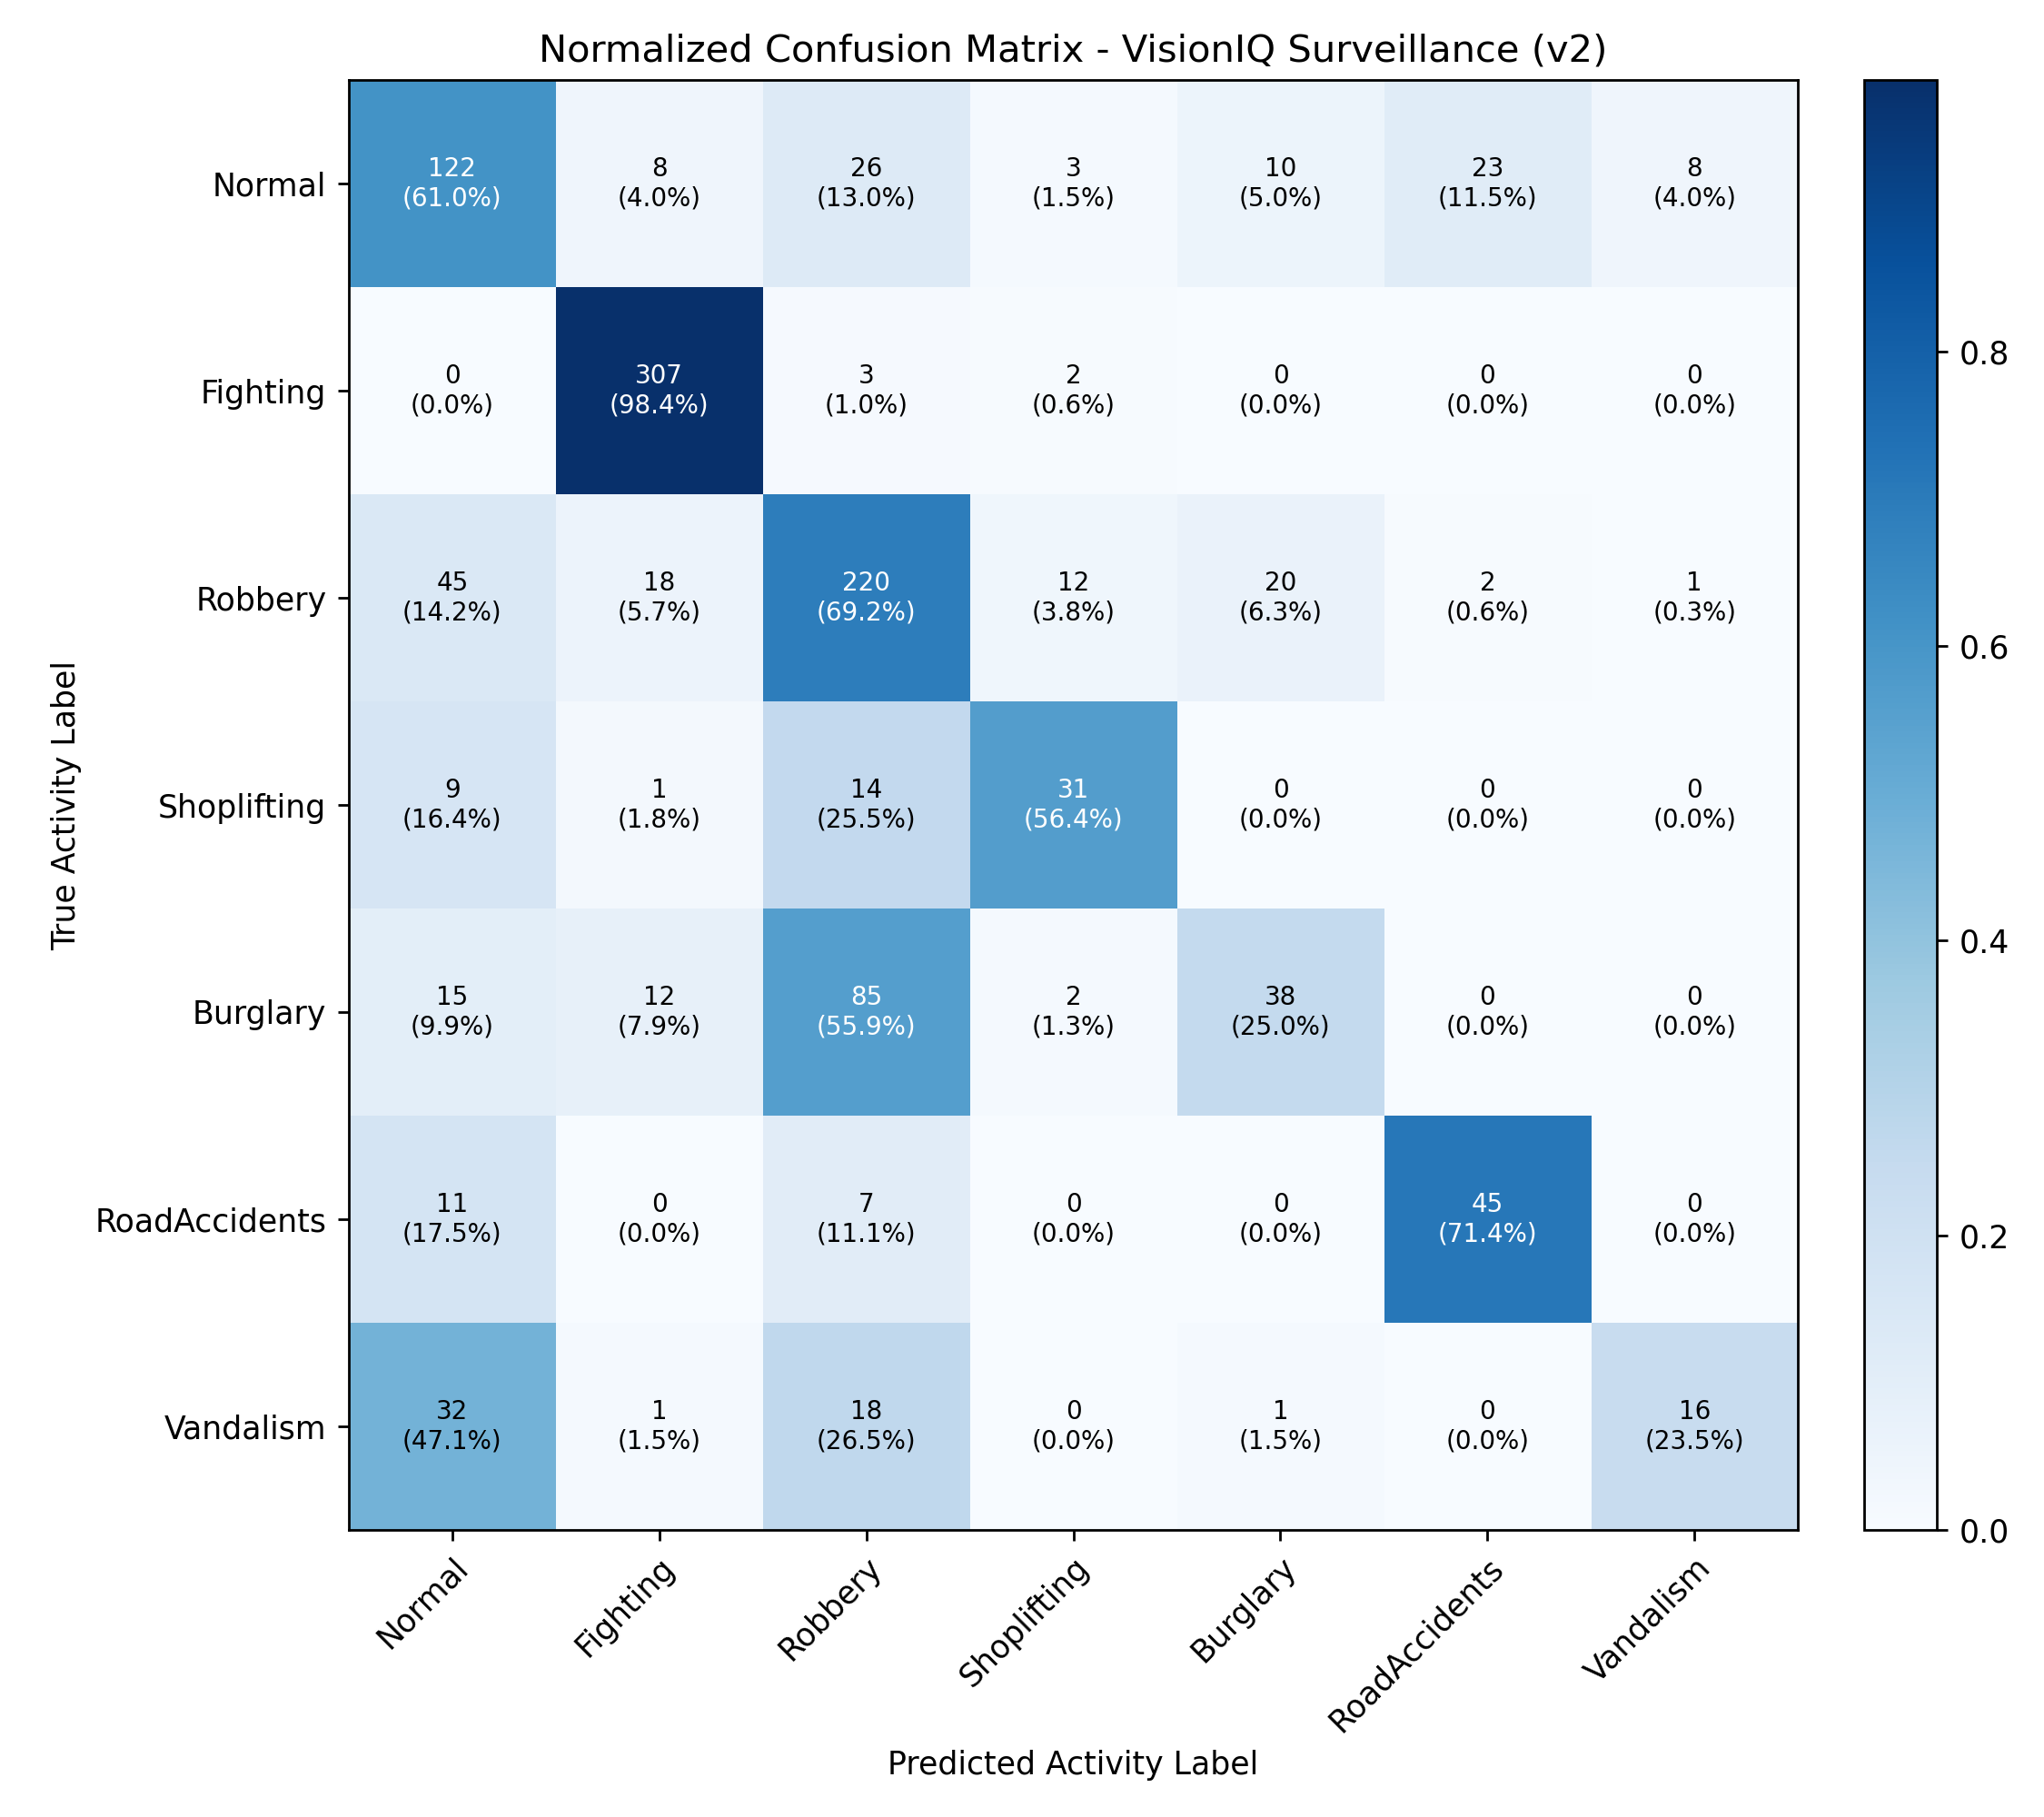 Normalized Confusion Matrix - VisionIQ Surveillance (v2)
True Activity Label
Normal
122 8 26 3 10 23 8
(61.0%) (4.0%) (13.0%) (1.5%) (5.0%) (11.5%) (4.0%)
Fighting
0 307 3 2 0 0 0
(0.0%) (98.4%) (1.0%) (0.6%) (0.0%) (0.0%) (0.0%)
Robbery
45 18 220 12 20 2 1
(14.2%) (5.7%) (69.2%) (3.8%) (6.3%) (0.6%) (0.3%)
Shoplifting
9 1 14 31 0 0 0
(16.4%) (1.8%) (25.5%) (56.4%) (0.0%) (0.0%) (0.0%)
Burglary
15 12 85 2 38 0 0
(9.9%) (7.9%) (55.9%) (1.3%) (25.0%) (0.0%) (0.0%)
RoadAccidents
11 0 7 0 0 45 0
(17.5%) (0.0%) (11.1%) (0.0%) (0.0%) (71.4%) (0.0%)
Vandalism
32 1 18 0 1 0 16
(47.1%) (1.5%) (26.5%) (0.0%) (1.5%) (0.0%) (23.5%)
Normal Fighting Robbery Shoplifting Burglary RoadAccidents Vandalism
Predicted Activity Label
0.8
0.6
0.4
0.2
0.0